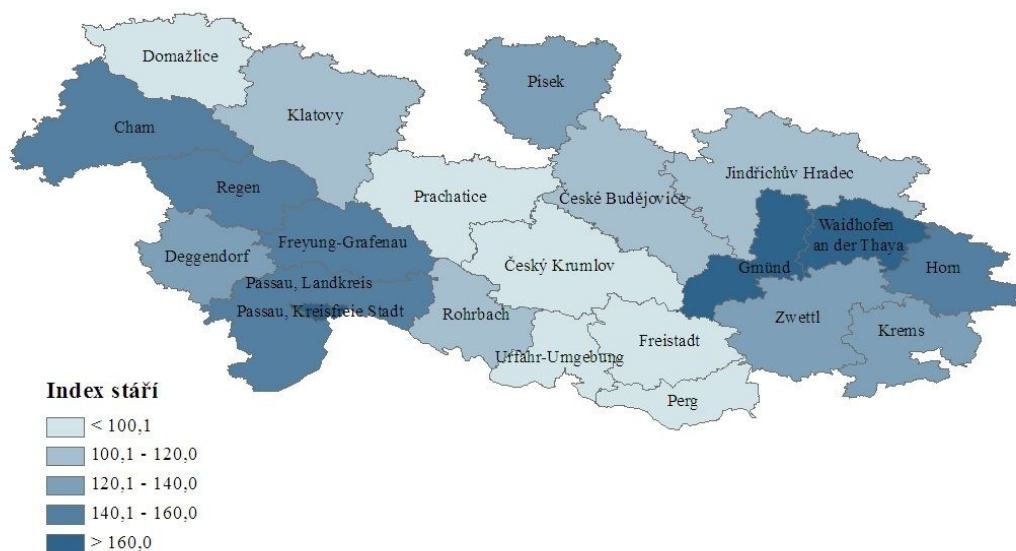 Domažlice
Písek
Klatovy
Cham
Jindřichův Hradec
Regen
Prachatice
České Budějovice
Waidhofen
an der Thaya
Freyung-Grafenau
Deggendorf
Český Krumlov
Gmünd
Horn
Passau, Landkreis
Passau, Kreisfreie Stadt
Rohrbach
Zwettl
Krems
Freistadt
Urfahr-Umgebung
Perg
Index stáří
< 100,1
100,1 - 120,0
120,1 - 140,0
140,1 - 160,0
> 160,0